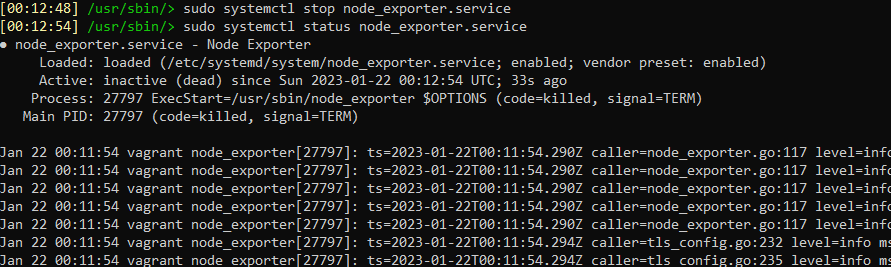 [00:12:48] /usr/sbin/> sudo systemctl stop node_exporter.service
[00:12:54] /usr/sbin/> sudo systemctl status node_exporter.service
● node_exporter.service - Node Exporter
Loaded: loaded (/etc/systemd/system/node_exporter.service; enabled; vendor preset: enabled)
Active: inactive (dead) since Sun 2023-01-22 00:12:54 UTC; 33s ago
Process: 27797 ExecStart=/usr/sbin/node_exporter $OPTIONS (code=killed, signal=TERM)
Main PID: 27797 (code=killed, signal=TERM)
Jan 22 00:11:54 vagrant node_exporter[27797]: ts=2023-01-22T00:11:54.290Z caller=node_exporter.go:117 level=info
Jan 22 00:11:54 vagrant node_exporter[27797]: ts=2023-01-22T00:11:54.290Z caller=node_exporter.go:117 level=info
Jan 22 00:11:54 vagrant node_exporter[27797]: ts=2023-01-22T00:11:54.290Z caller=node_exporter.go:117 level=info
Jan 22 00:11:54 vagrant node_exporter[27797]: ts=2023-01-22T00:11:54.290Z caller=node_exporter.go:117 level=info
Jan 22 00:11:54 vagrant node_exporter[27797]: ts=2023-01-22T00:11:54.290Z caller=node_exporter.go:117 level=info
Jan 22 00:11:54 vagrant node_exporter[27797]: ts=2023-01-22T00:11:54.294Z caller=tls_config.go:232 level=info ms
Jan 22 00:11:54 vagrant node_exporter[27797]: ts=2023-01-22T00:11:54.294Z caller=tls_config.go:235 level=info ms